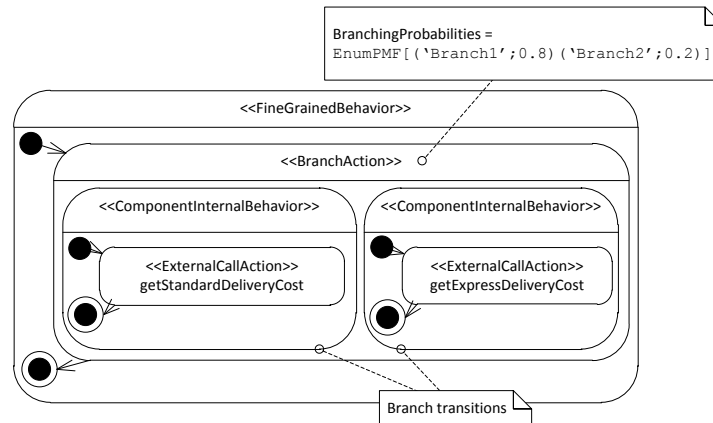 BranchingProbabilities =
EnumPMF[(‘Branch1’;0.8)(‘Branch2’;0.2)]
<<FineGrainedBehavior>>
<<BranchAction>>
<<ComponentInternalBehavior>>
<<ComponentInternalBehavior>>
<<ExternalCallAction>>
getStandardDeliveryCost
<<ExternalCallAction>>
getExpressDeliveryCost
Branch transitions